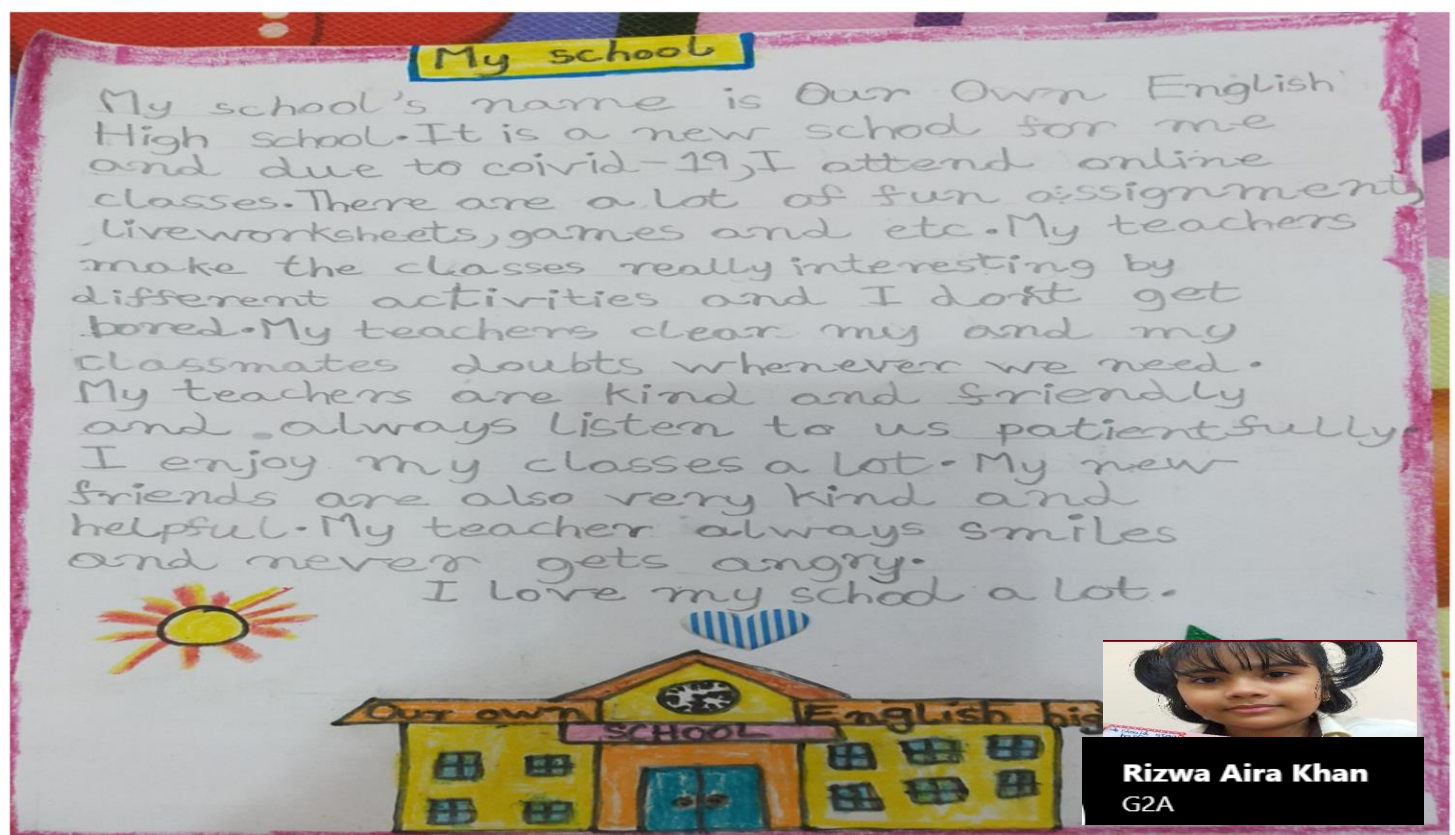 My school
My school's name is Our Own English
High school.It is a new school for me
and due to coivid-19,I attend online
classes.There are a lot of fun assignment,
liveworksheets,games and etc.My teachers
make the classes really interesting by
different activities and I don't get
bored.My teachers clear my and my
classmates doubts whenever we need.
My teachers are kind and friendly
and always listen to us patientfully.
I enjoy my classes a lot.My new
friends are also very kind and
helpful.My teacher always smiles
and never gets angry.
I love my school a lot.
Our own English hig
SCHOOL
Rizwa Aira Khan
G2A